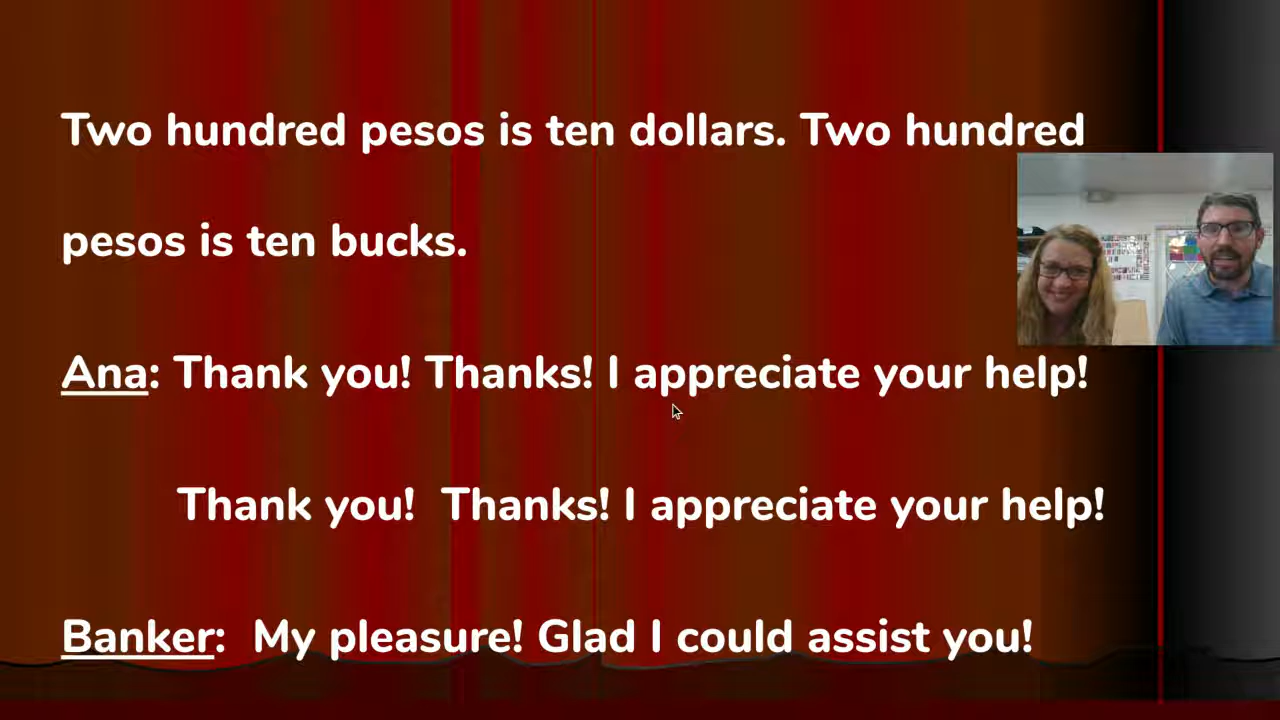 Two hundred pesos is ten dollars. Two hundred
pesos is ten bucks.
Ana: Thank you! Thanks! I appreciate your help!
Thank you! Thanks! I appreciate your help!
Banker: My pleasure! Glad I could assist you!